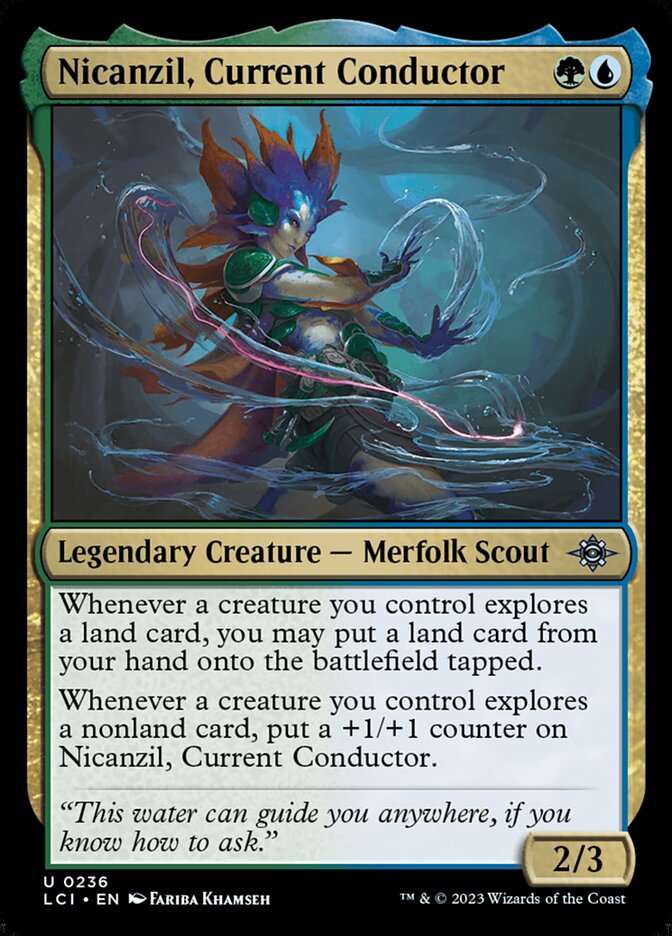 Nicanzil, Current Conductor
Legendary Creature — Merfolk Scout
Whenever a creature you control explores
a land card, you may put a land card from
your hand onto the battlefield tapped.
Whenever a creature you control explores
a nonland card, put a +1/+1 counter on
Nicanzil, Current Conductor.
“This water can guide you anywhere, if you
know how to ask.”
2/3
U 0236
LCI • EN Fariba Khamseh
™ & © 2023 Wizards of the Coast